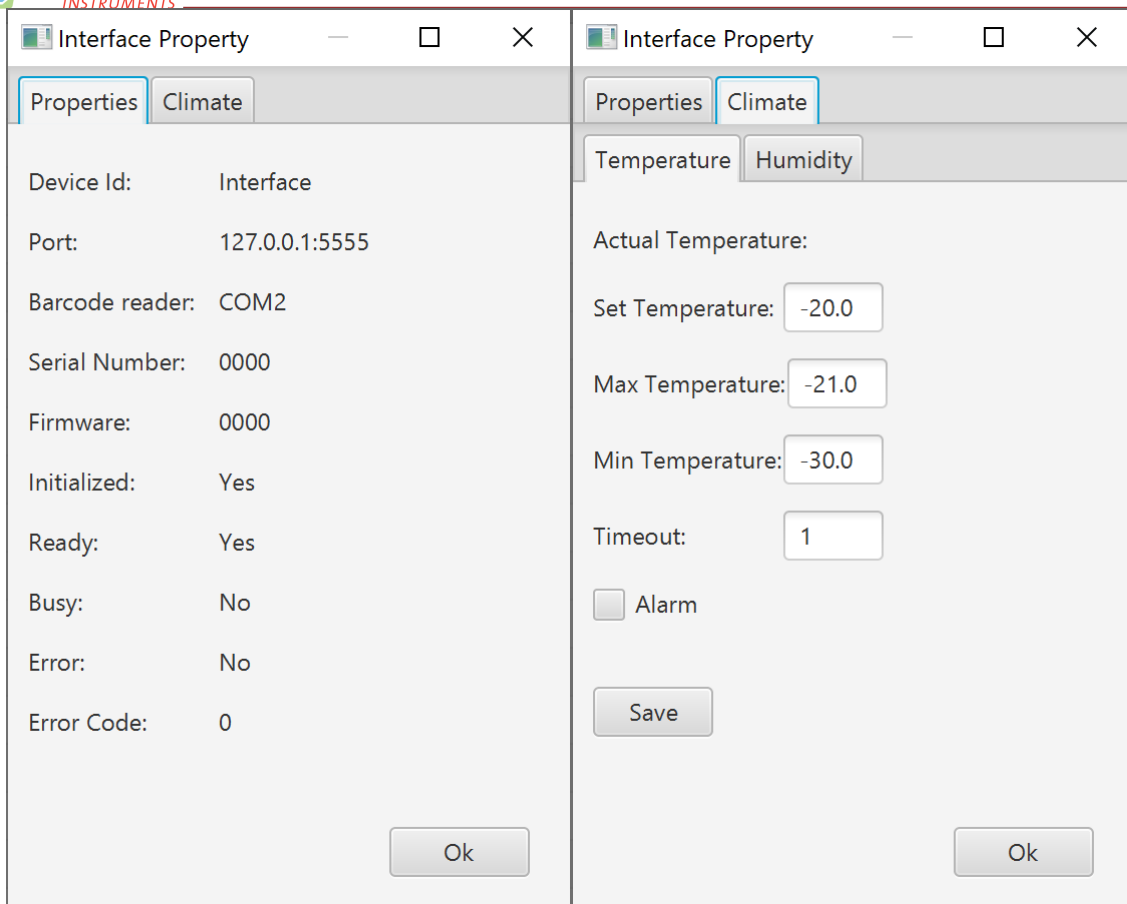 INSTRUMENTS
Interface Property
Properties Climate
Device Id: Interface
Port: 127.0.0.1:5555
Barcode reader: COM2
Serial Number: 0000
Firmware: 0000
Initialized: Yes
Ready: Yes
Busy: No
Error: No
Error Code: 0
Ok
Interface Property
Properties Climate
Temperature Humidity
Actual Temperature:
Set Temperature: -20.0
Max Temperature: -21.0
Min Temperature: -30.0
Timeout: 1
Alarm
Save
Ok